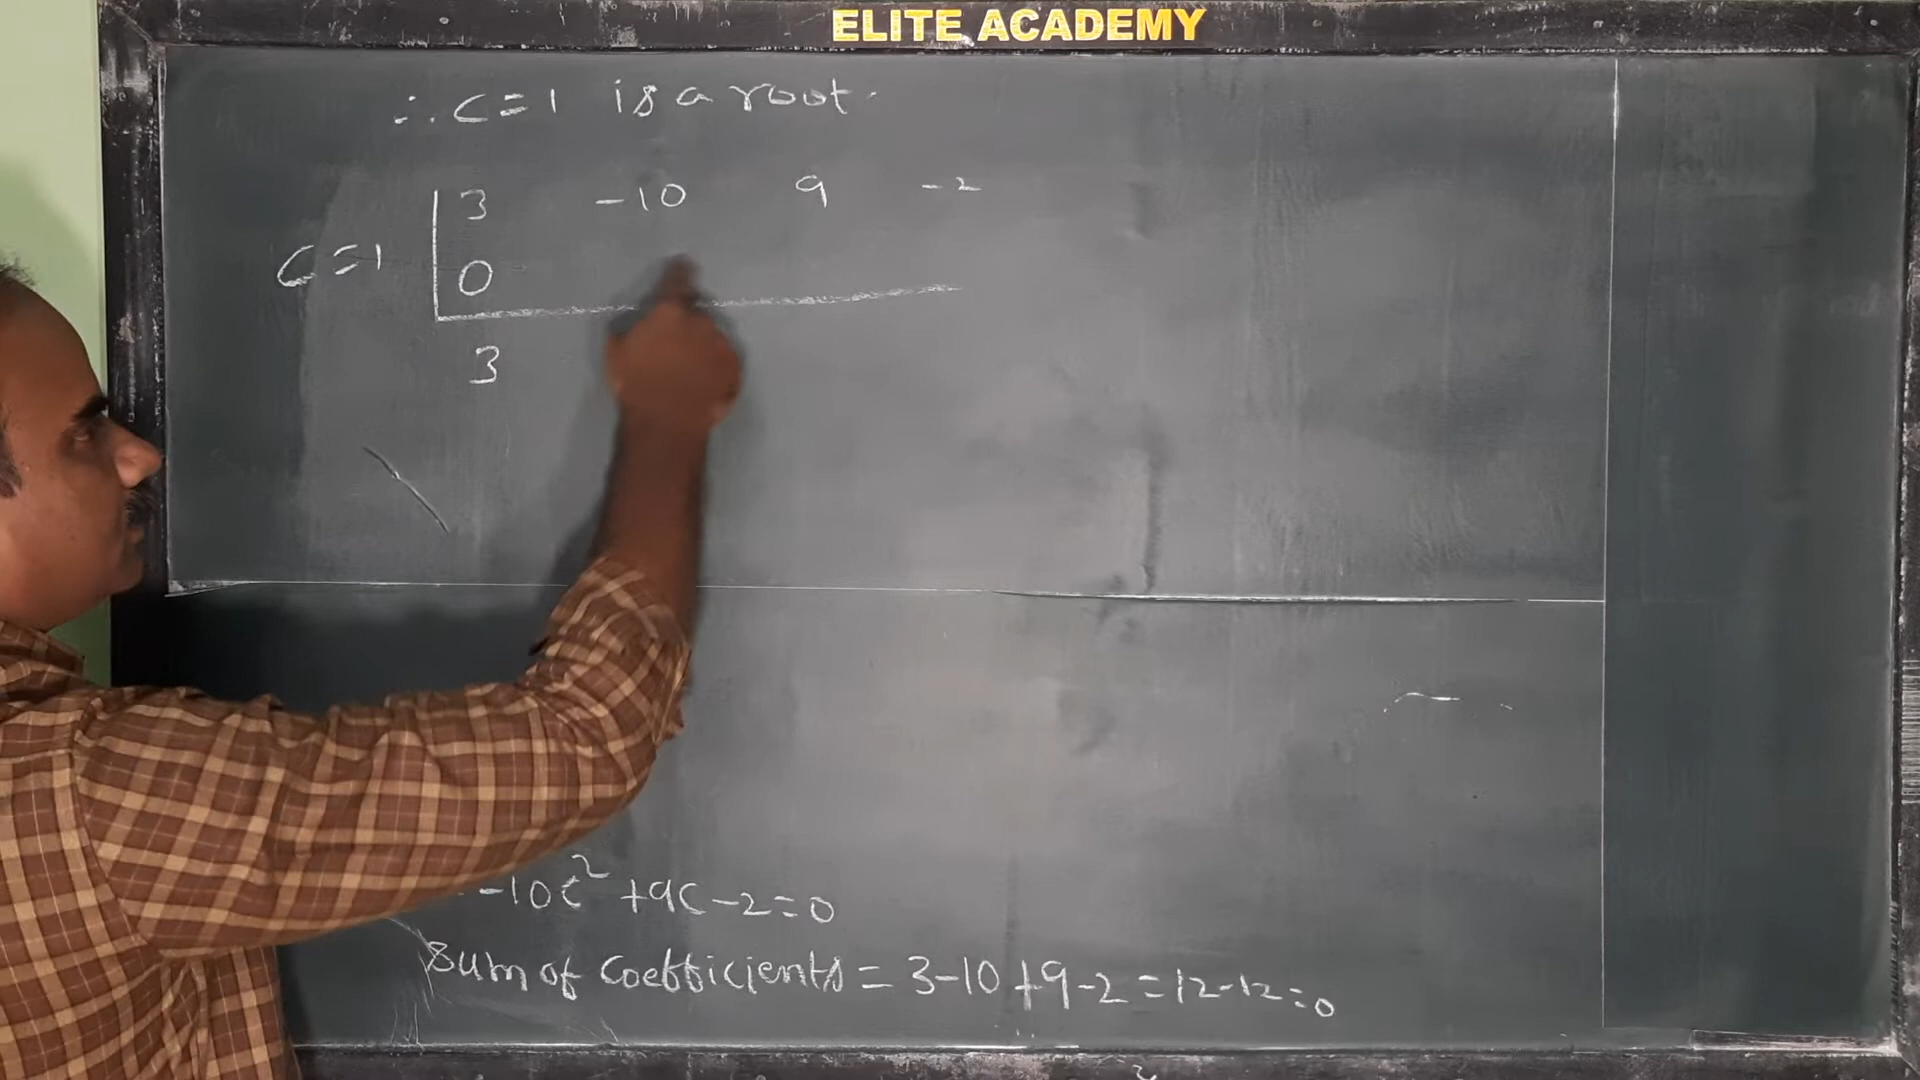 ELITE ACADEMY
∴ C=1 is a root.
3 -10 9 -2
C=1 0
3
-10C² +9C-2=0
Sum of Coefficients = 3-10+9-2=12-12=0